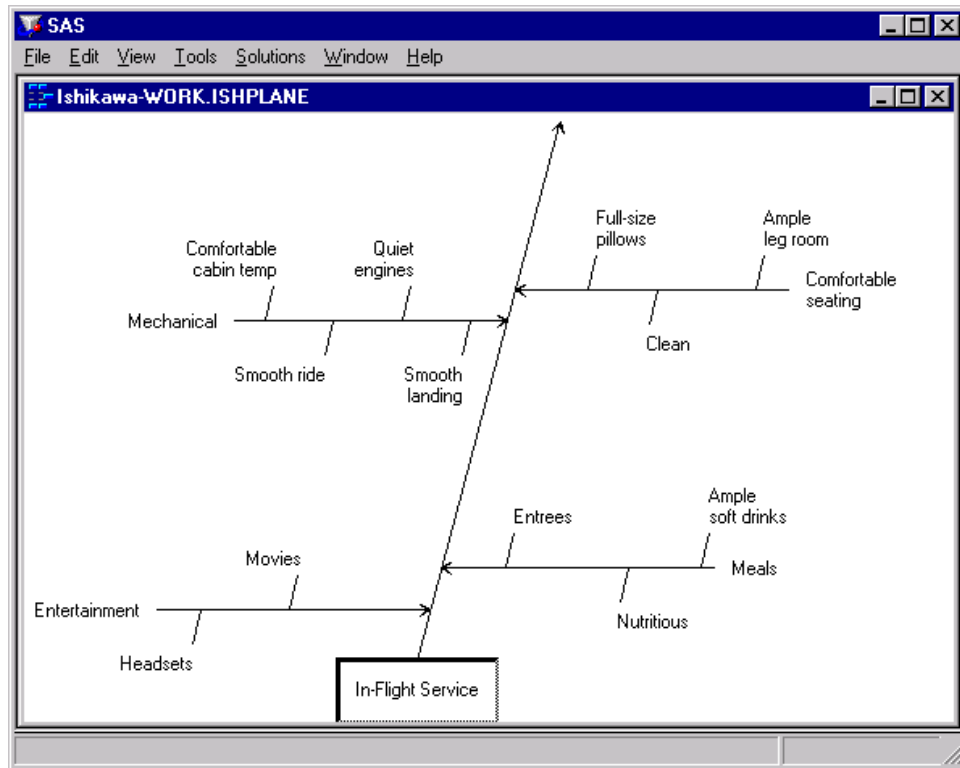 SAS
File Edit View Tools Solutions Window Help
Ishikawa-WORK.ISHPLANE
Full-size
pillows
Ample
leg room
Comfortable
cabin temp
Quiet
engines
Comfortable
seating
Mechanical
Clean
Smooth ride
Smooth
landing
Ample
soft drinks
Entrees
Movies
Meals
Entertainment
Nutritious
Headsets
In-Flight Service